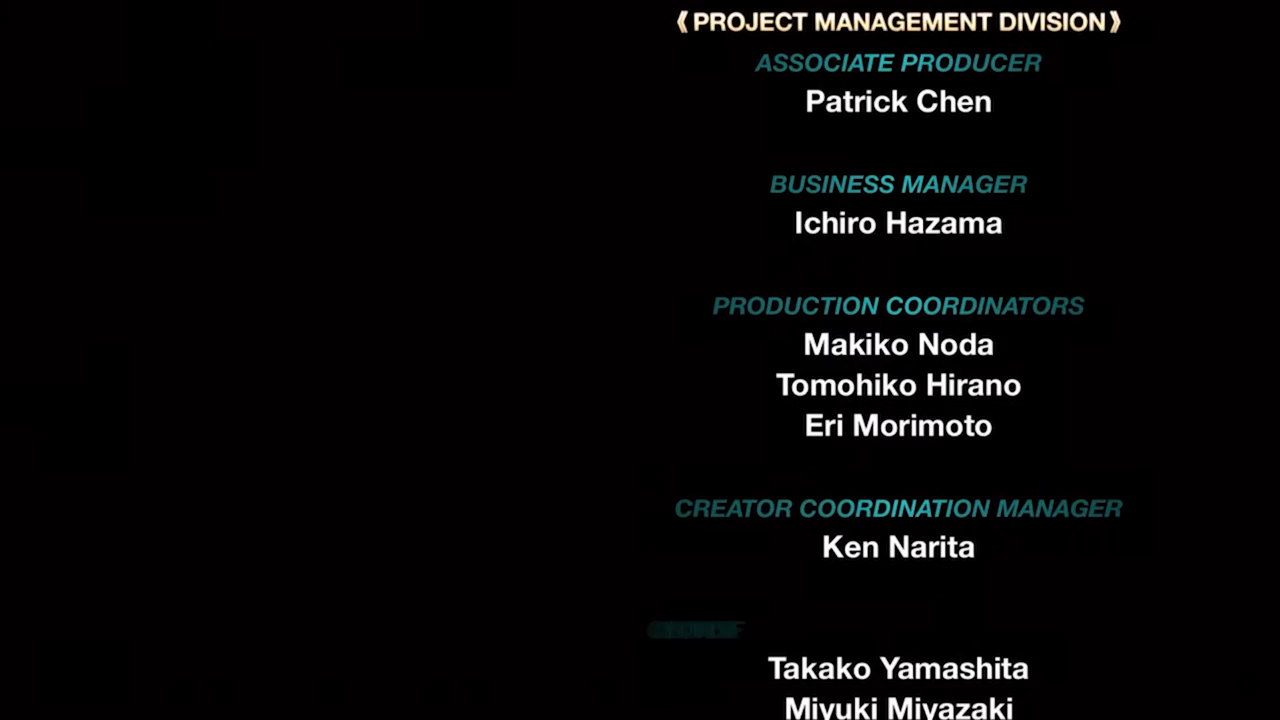 《PROJECT MANAGEMENT DIVISION》
ASSOCIATE PRODUCER
Patrick Chen
BUSINESS MANAGER
Ichiro Hazama
PRODUCTION COORDINATORS
Makiko Noda
Tomohiko Hirano
Eri Morimoto
CREATOR COORDINATION MANAGER
Ken Narita
Takako Yamashita
Miyuki Miyazaki